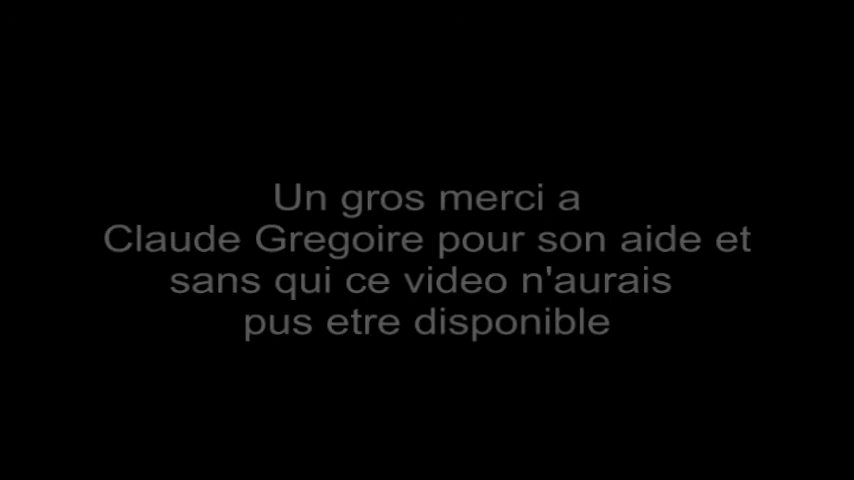 Un gros merci a
Claude Gregoire pour son aide et
sans qui ce video n'aurais
pus etre disponible